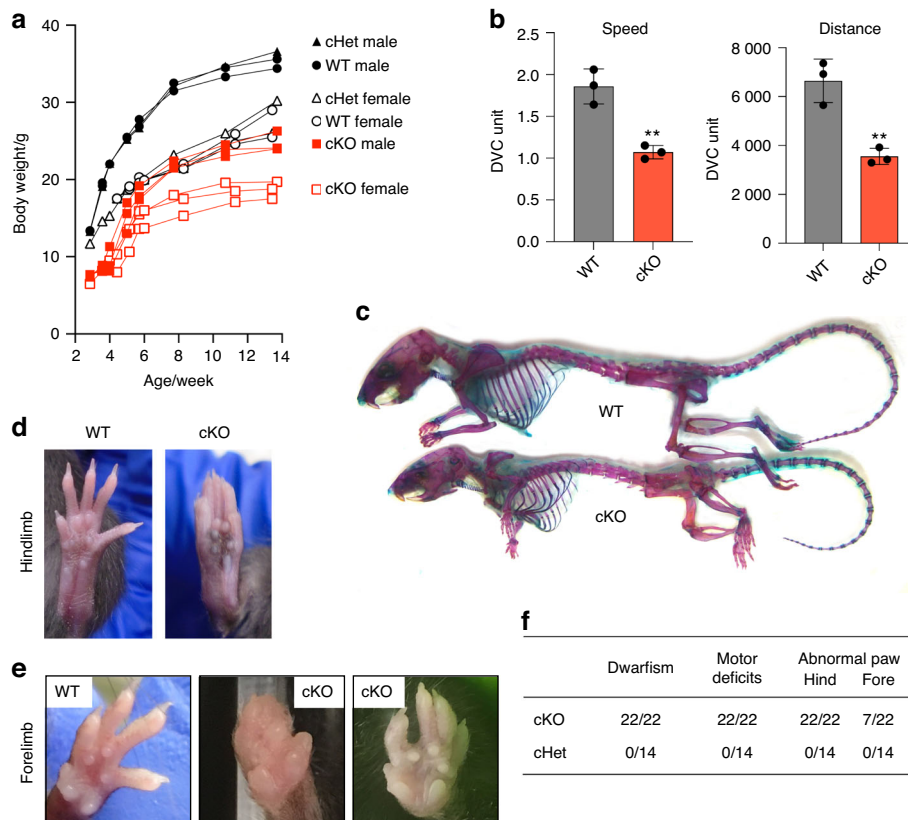 a
Body weight/g
40
30
20
10
0
2 4 6 8 10 12 14
Age/week
cHet male
WT male
cHet female
WT female
cKO male
cKO female
b
Speed
DVC unit
2.5
2.0
1.5
1.0
0.5
0.0
**
WT
cKO
Distance
DVC unit
8 000
6 000
4 000
2 000
0
**
WT
cKO
c
WT
cKO
d
WT cKO
Hindlimb
e
Forelimb
WT
cKO
cKO
f
Dwarfism Motor deficits Abnormal paw
Hind Fore
cKO 22/22 22/22 22/22 7/22
cHet 0/14 0/14 0/14 0/14